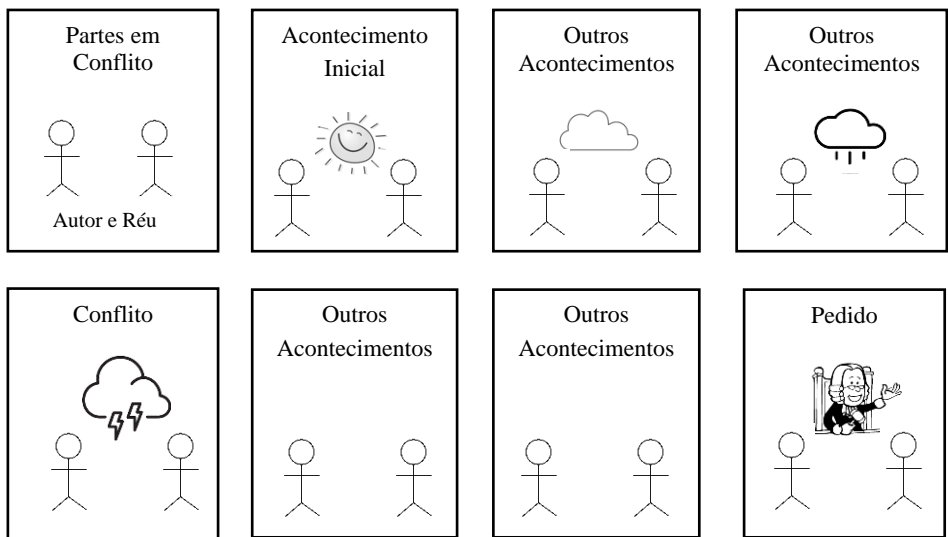 Partes em
Conflito
Autor e Réu
Acontecimento
Inicial
Outros
Acontecimentos
Outros
Acontecimentos
Conflito
Outros
Acontecimentos
Outros
Acontecimentos
Pedido